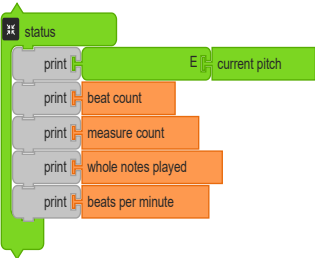 status
print E current pitch
print beat count
print measure count
print whole notes played
print beats per minute